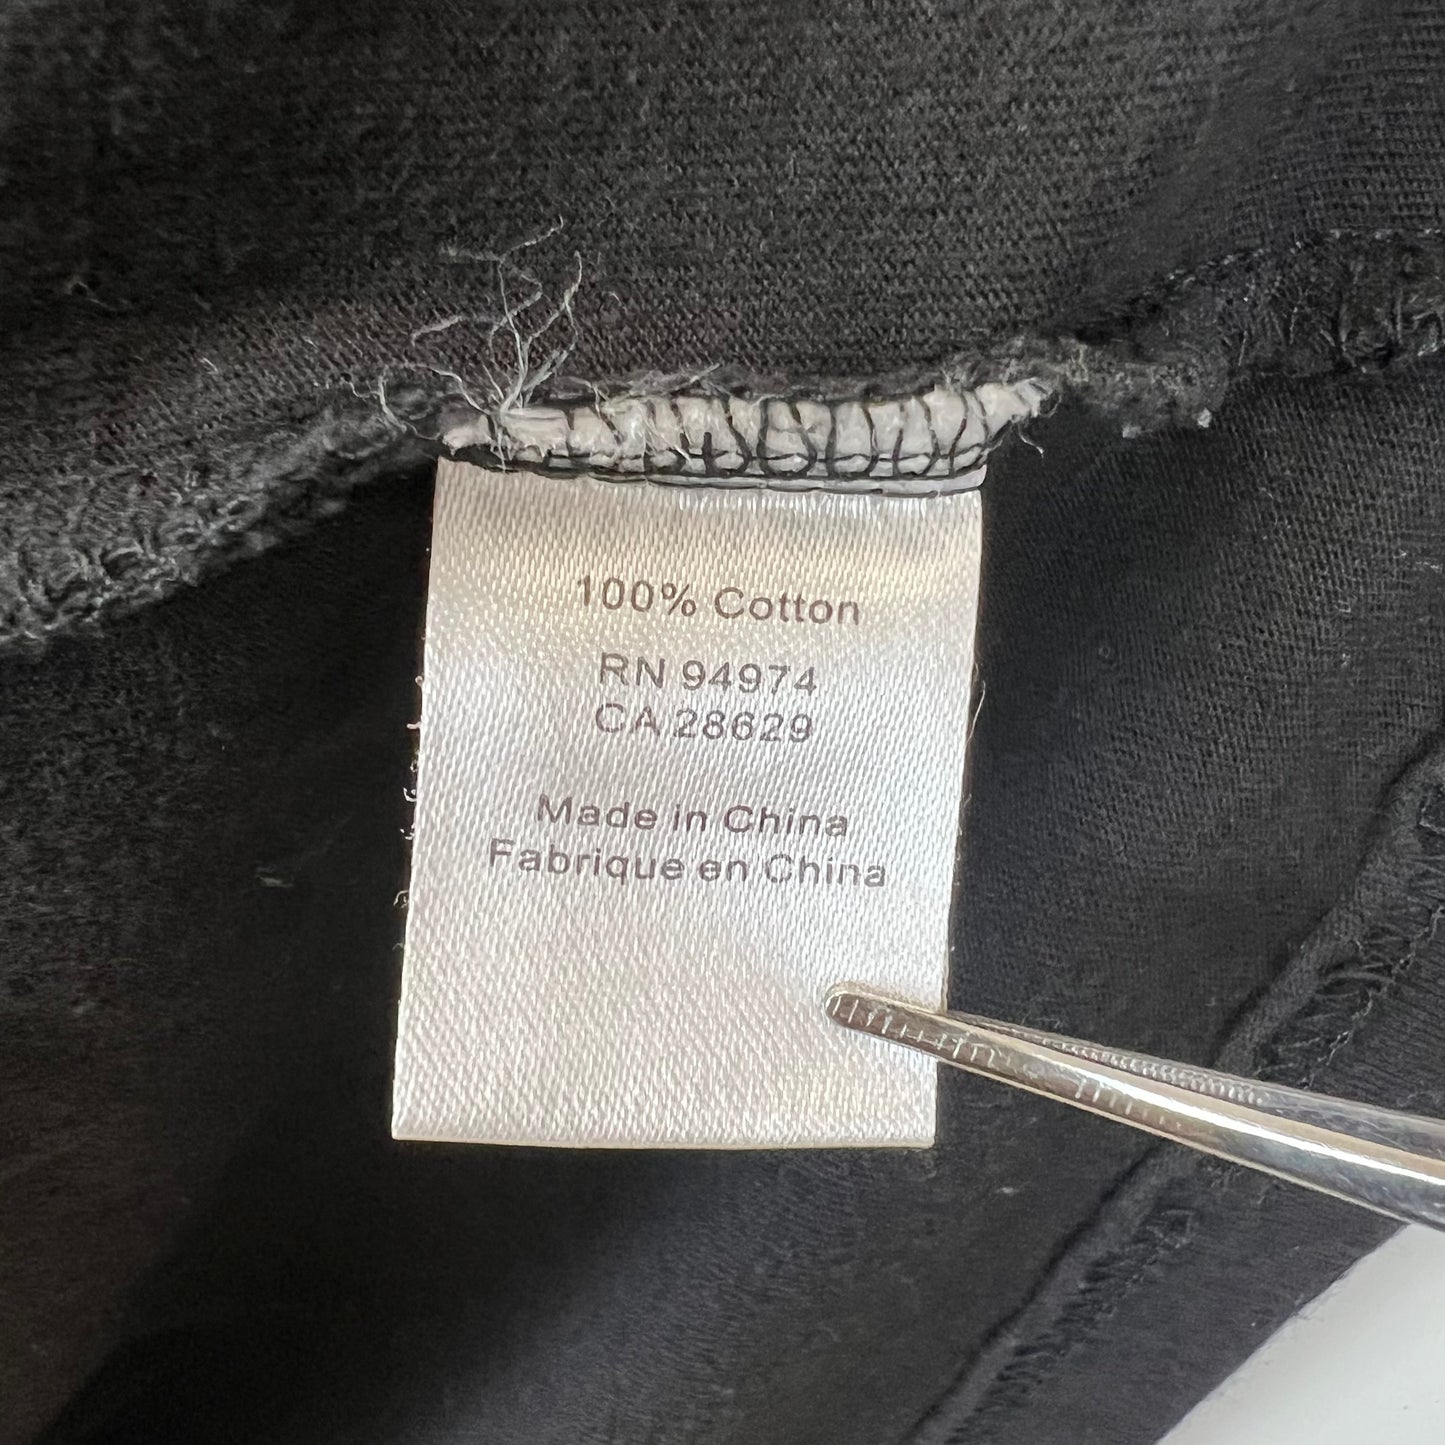 100% Cotton
RN 94974
CA 28629
Made in China
Fabrique en China